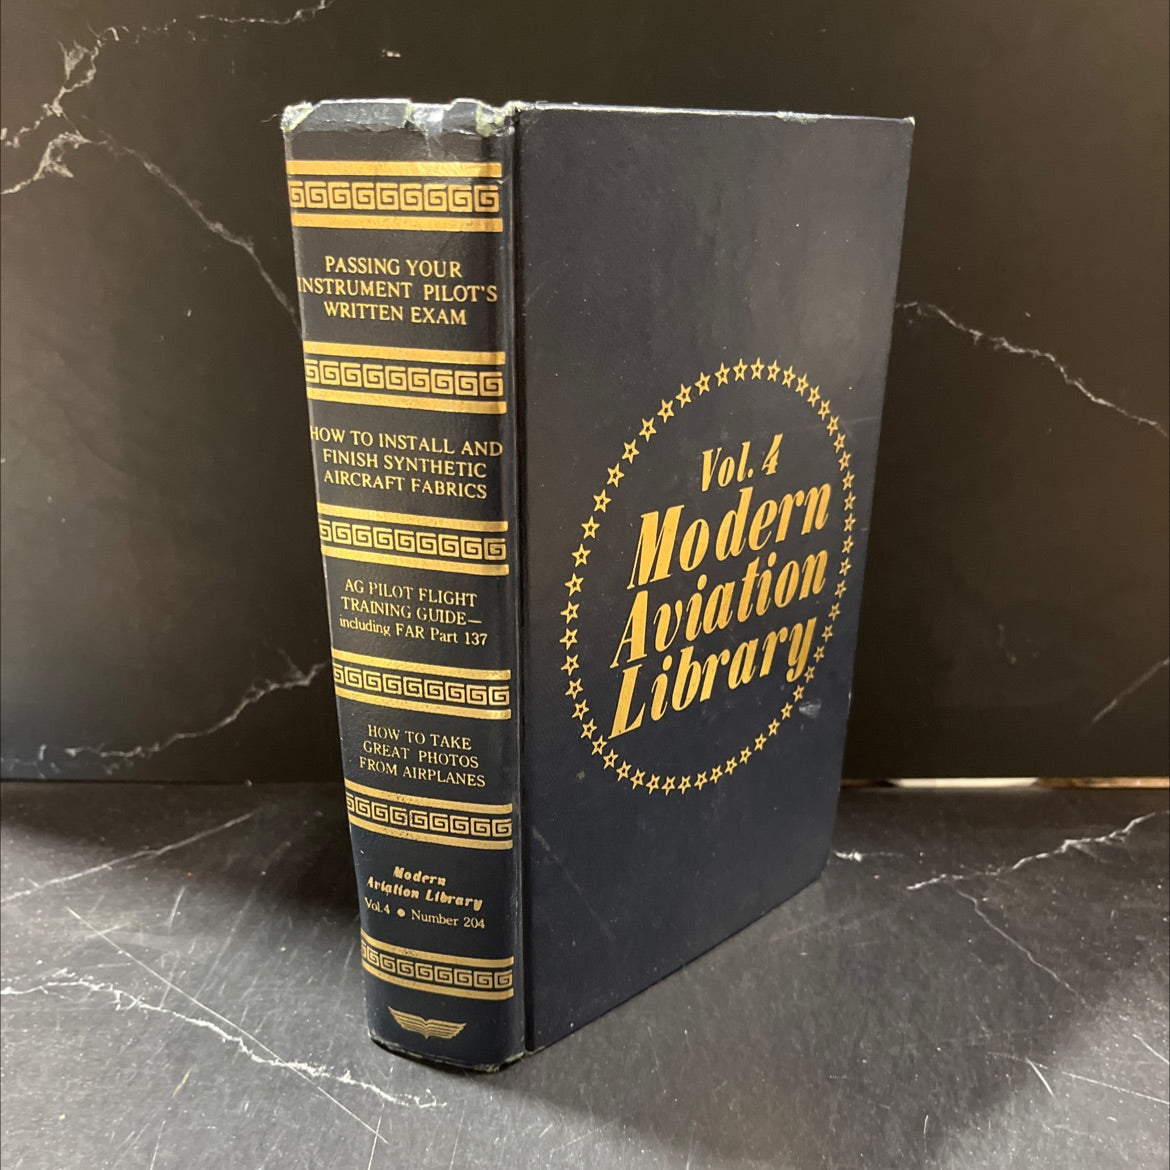 PASSING YOUR
INSTRUMENT PILOT'S
WRITTEN EXAM
HOW TO INSTALL AND
FINISH SYNTHETIC
AIRCRAFT FABRICS
AG PILOT FLIGHT
TRAINING GUIDE—
including FAR Part 137
HOW TO TAKE
GREAT PHOTOS
FROM AIRPLANES
Modern
Aviation Library
Vol. 4 ● Number 204
Vol. 4
Modern
Aviation
Library